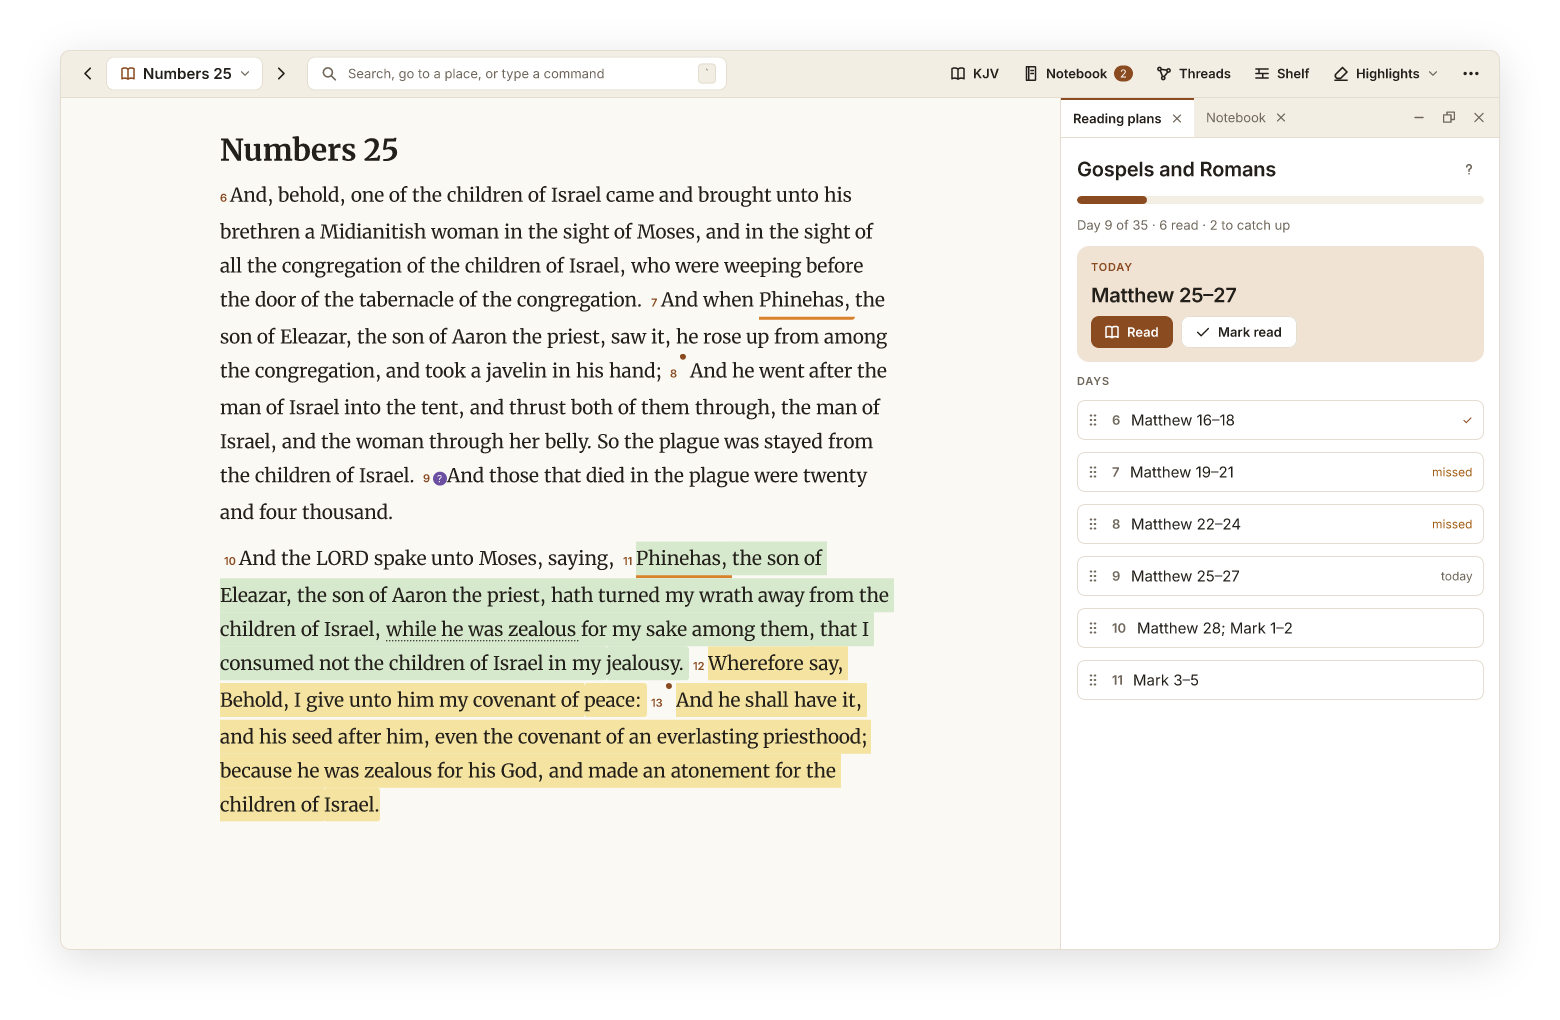 Numbers 25
Search, go to a place, or type a command
`
KJV
Notebook 2
Threads
Shelf
Highlights
Numbers 25
6 And, behold, one of the children of Israel came and brought unto his
brethren a Midianitish woman in the sight of Moses, and in the sight of
all the congregation of the children of Israel, who were weeping before
the door of the tabernacle of the congregation. 7 And when Phinehas, the
son of Eleazar, the son of Aaron the priest, saw it, he rose up from among
the congregation, and took a javelin in his hand; 8 And he went after the
man of Israel into the tent, and thrust both of them through, the man of
Israel, and the woman through her belly. So the plague was stayed from
the children of Israel. 9 ? And those that died in the plague were twenty
and four thousand.
10 And the LORD spake unto Moses, saying, 11 Phinehas, the son of
Eleazar, the son of Aaron the priest, hath turned my wrath away from the
children of Israel, while he was zealous for my sake among them, that I
consumed not the children of Israel in my jealousy. 12 Wherefore say,
Behold, I give unto him my covenant of peace: 13 And he shall have it,
and his seed after him, even the covenant of an everlasting priesthood;
because he was zealous for his God, and made an atonement for the
children of Israel.
Reading plans
Notebook
Gospels and Romans ?
Day 9 of 35 · 6 read · 2 to catch up
TODAY
Matthew 25–27
Read
Mark read
DAYS
6 Matthew 16–18
7 Matthew 19–21 missed
8 Matthew 22–24 missed
9 Matthew 25–27 today
10 Matthew 28; Mark 1–2
11 Mark 3–5